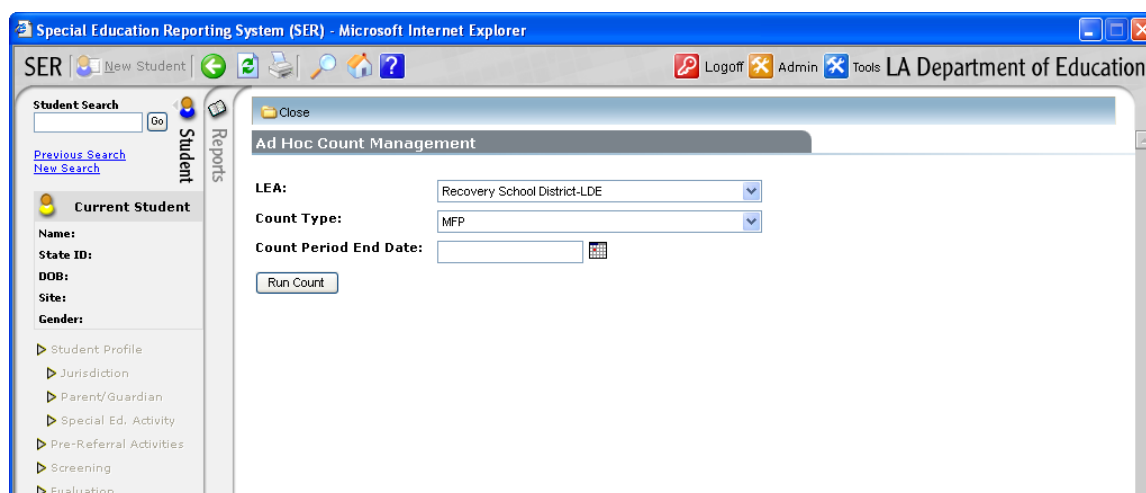 Special Education Reporting System (SER) - Microsoft Internet Explorer
SER New Student ? Logoff Admin Tools LA Department of Education
Student Search
Go
Previous Search
New Search
Student
Reports
Current Student
Name:
State ID:
DOB:
Site:
Gender:
Student Profile
Jurisdiction
Parent/Guardian
Special Ed. Activity
Pre-Referral Activities
Screening
Evaluation
Close
Ad Hoc Count Management
LEA: Recovery School District-LDE
Count Type: MFP
Count Period End Date:
Run Count